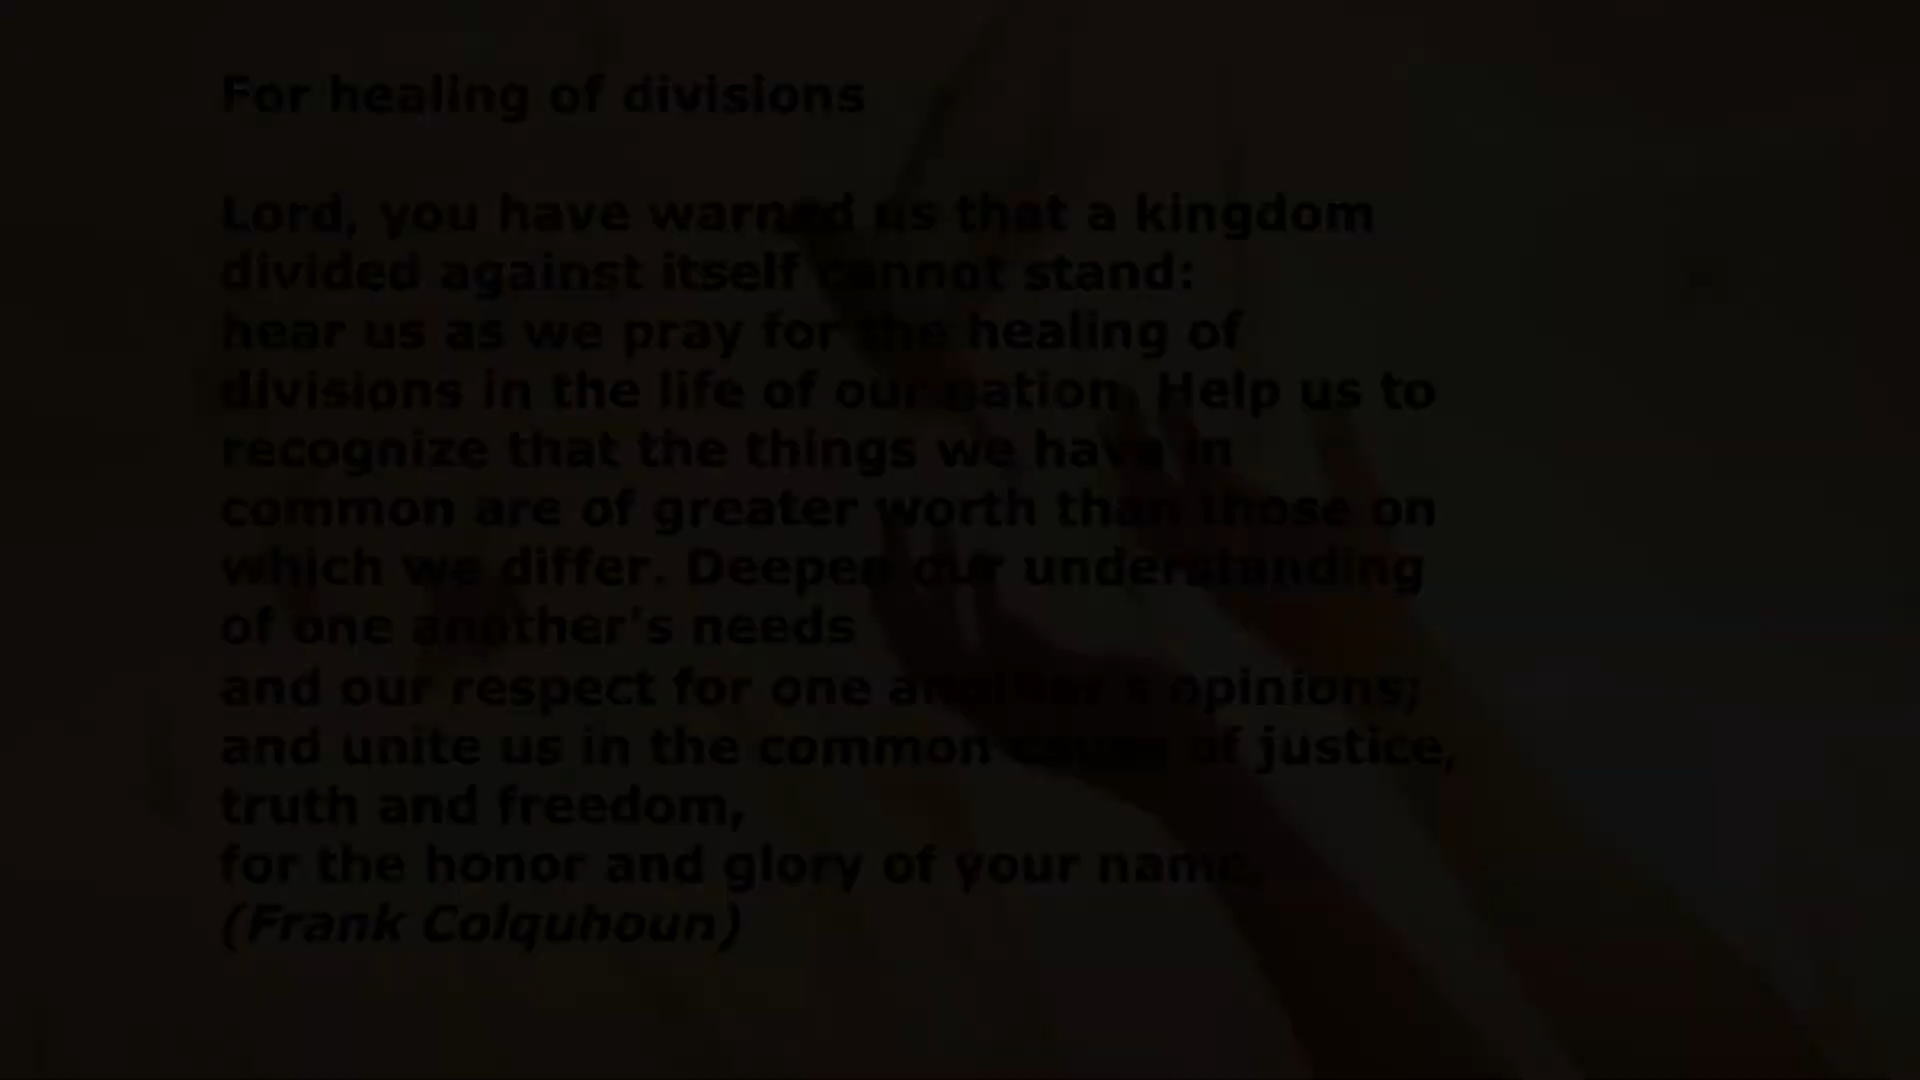 For healing of divisions
Lord, you have warned us that a kingdom
divided against itself cannot stand:
hear us as we pray for the healing of
divisions in the life of our nation. Help us to
recognize that the things we have in
common are of greater worth than those on
which we differ. Deepen our understanding
of one another's needs
and our respect for one another's opinions;
and unite us in the common cause of justice,
truth and freedom,
for the honor and glory of your name.
(Frank Colquhoun)